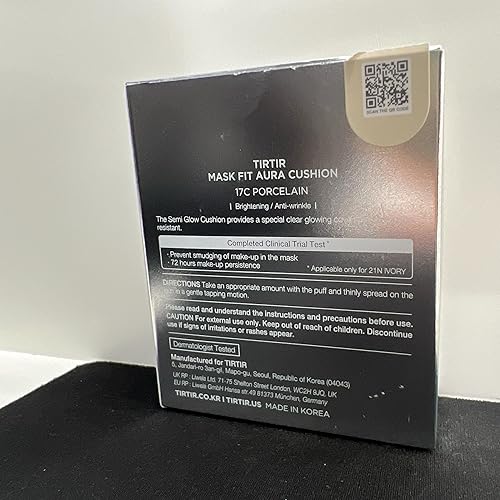 SCAN THE QR CODE
TIRTIR
MASK FIT AURA CUSHION
17C PORCELAIN
| Brightening / Anti-wrinkle |
The Semi Glow Cushion provides a special clear glowing
resistant.
Completed Clinical Trial Test*
· Prevent smudging of make-up in the mask
· 72 hours make-up persistence
* Applicable only for 21N IVORY
DIRECTIONS Take an appropriate amount with the puff and thinly spread on the
in a gentle tapping motion.
Please read and understand the instructions and precautions before use.
CAUTION For external use only. Keep out of reach of children. Discontinue
use if signs of irritations or rashes appear.
Dermatologist Tested
Manufactured for TIRTIR
5, Jandari-ro San-gil, Mapo-gu, Seoul, Republic of Korea (04043)
UK RP : Liwela Ltd. 71-75 Shelton Street London, WC2H 9JQ, UK
EU RP : Liwela GmbH Hansa str.49 81373 München, Germany
TIRTIR.CO.KR | TIRTIR.US MADE IN KOREA